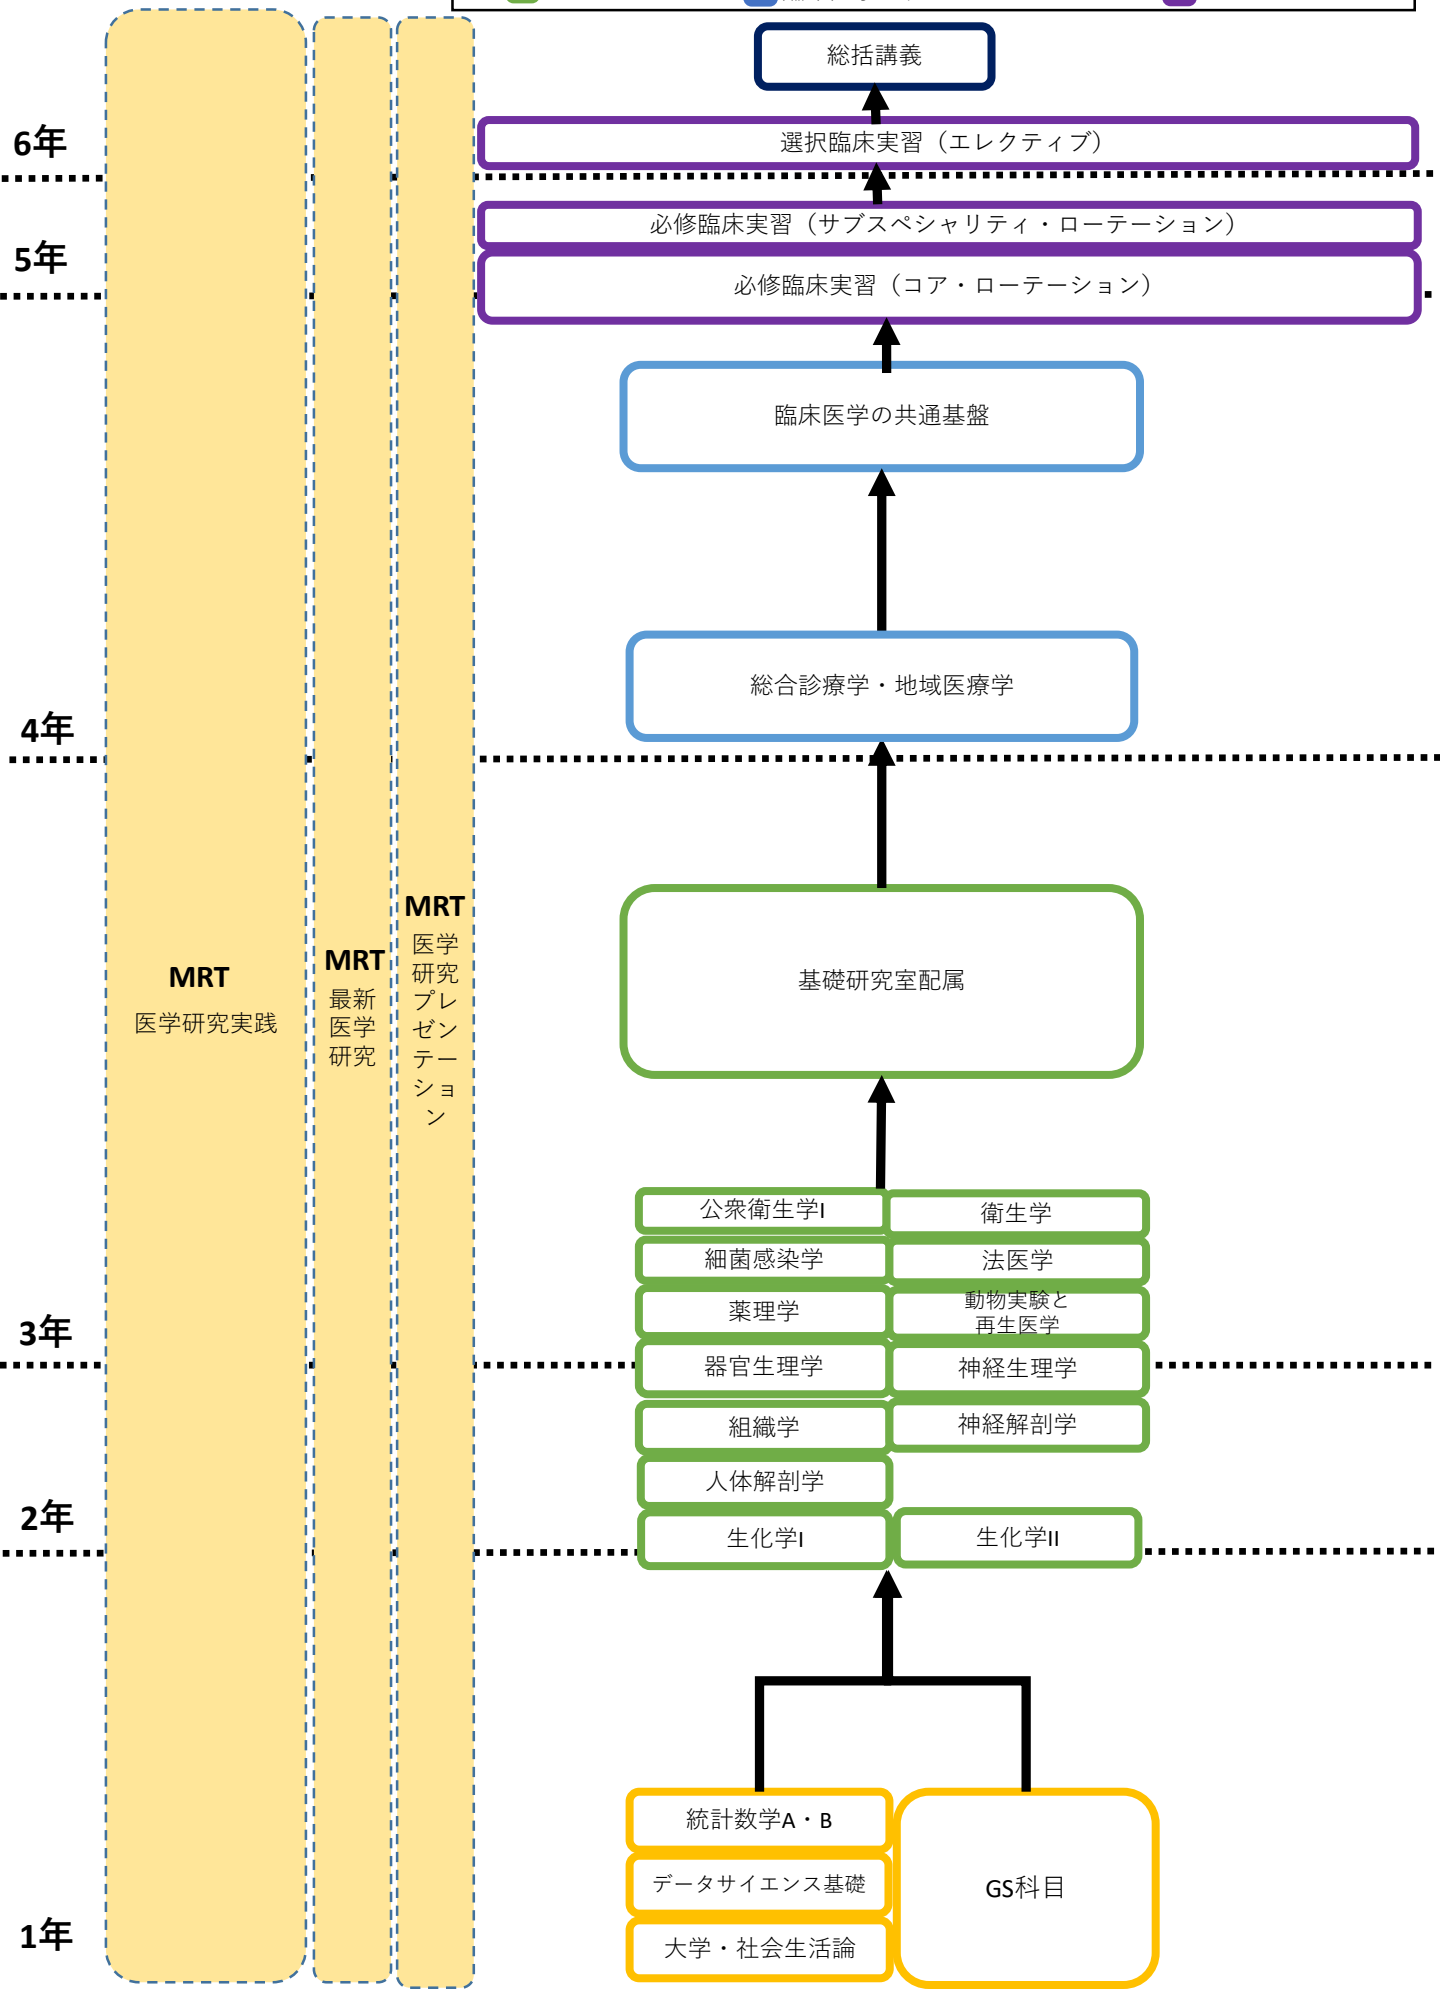 総括講義
6年
選択臨床実習（エレクティブ）
必修臨床実習（サブスペシャリティ・ローテーション）
5年
必修臨床実習（コア・ローテーション）
臨床医学の共通基盤
総合診療学・地域医療学
4年
MRT
医学研究実践
MRT
最新
医学
研究
MRT
医学
研究
プレ
ゼン
テー
ショ
ン
基礎研究室配属
公衆衛生学I
衛生学
細菌感染学
法医学
薬理学
動物実験と
再生医学
3年
器官生理学
神経生理学
組織学
神経解剖学
人体解剖学
2年
生化学I
生化学II
統計数学A・B
データサイエンス基礎
GS科目
1年
大学・社会生活論